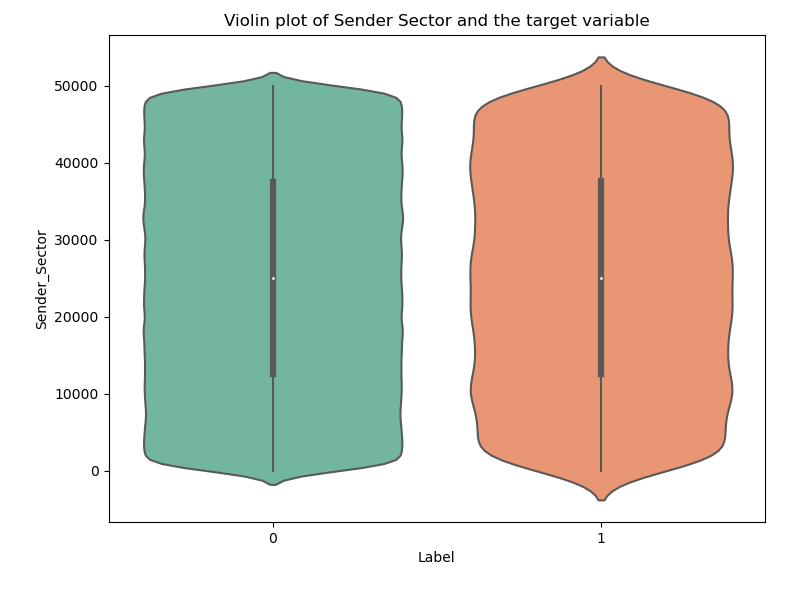 Violin plot of Sender Sector and the target variable
50000
40000
30000
20000
10000
0
Sender_Sector
0 1
Label